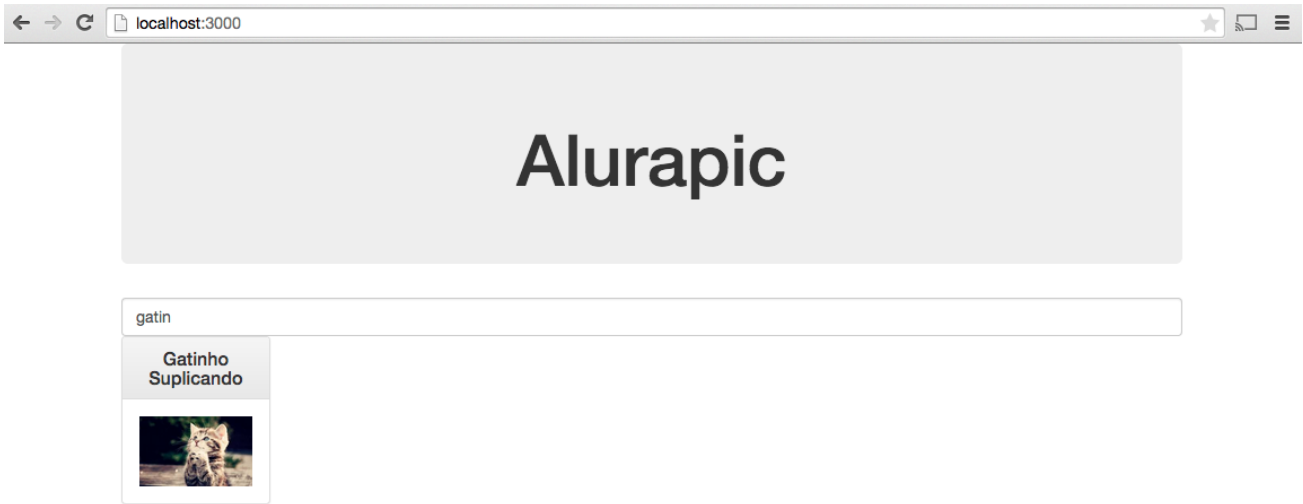 localhost:3000
Alurapic
gatin
Gatinho
Suplicando